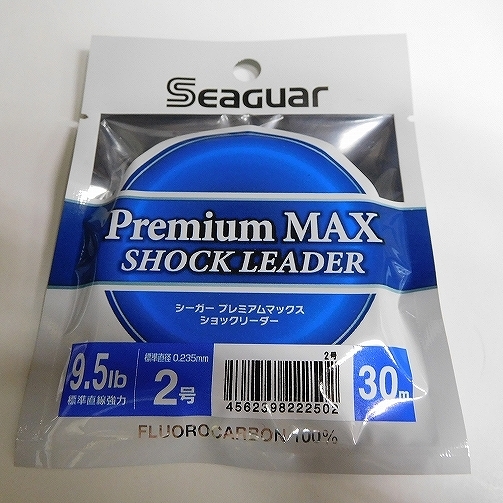 Seaguar
Premium MAX
SHOCK LEADER
シーガー プレミアムマックス
ショックリーダー
9.5lb
標準直線強力
標準直径 0.235mm
2号
2号
4562398222502
30m
FLUOROCARBON 100%